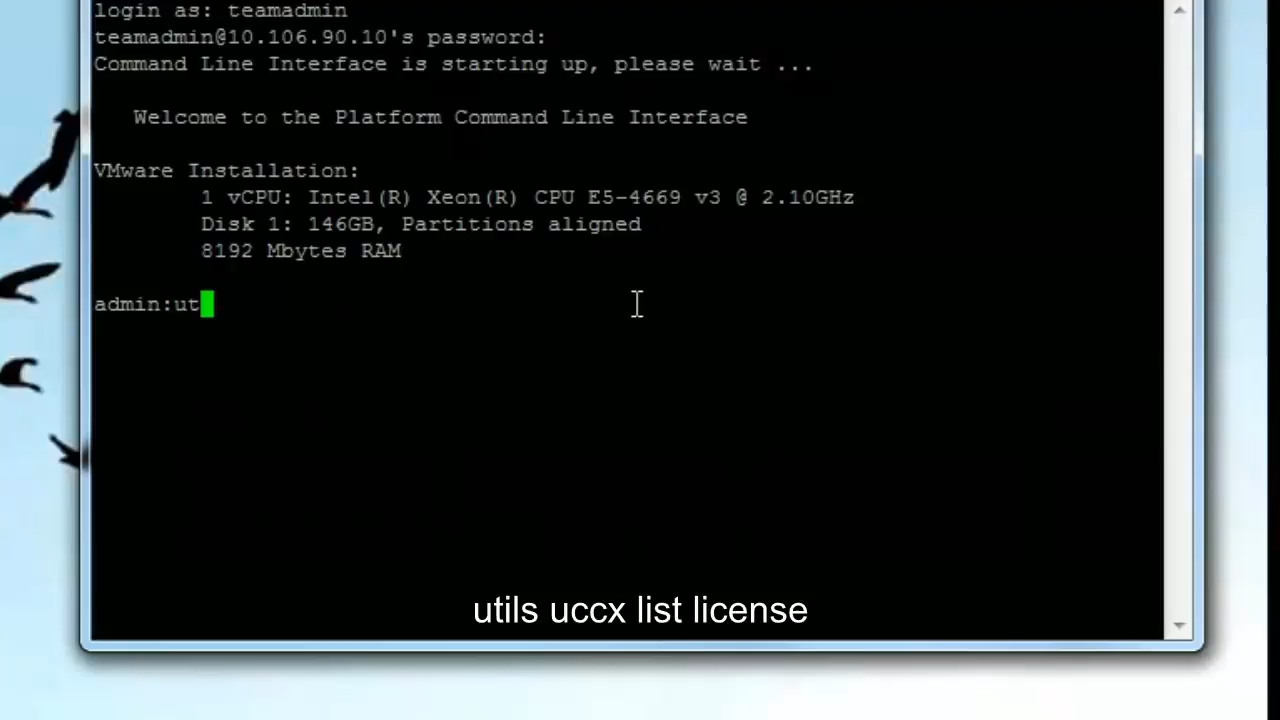 login as: teamadmin
teamadmin@10.106.90.10's password:
Command Line Interface is starting up, please wait ...
Welcome to the Platform Command Line Interface
VMware Installation:
1 vCPU: Intel(R) Xeon(R) CPU E5-4669 v3 @ 2.10GHz
Disk 1: 146GB, Partitions aligned
8192 Mbytes RAM
admin:ut
utils uccx list license